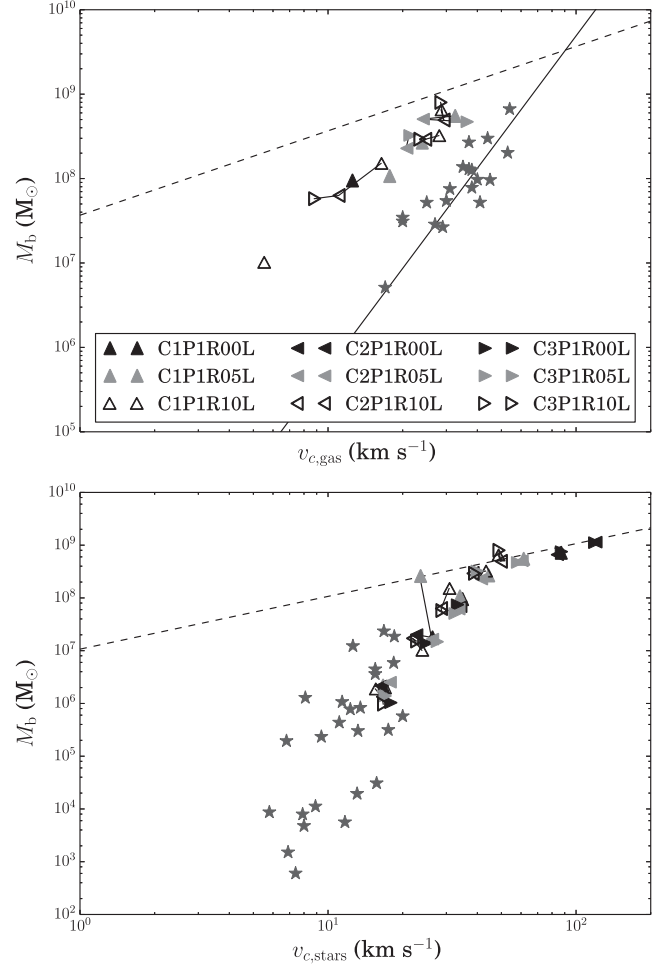 10^10
10^9
10^8
10^7
10^6
10^5
M_b (M_⊙)
C1P1R00L C2P1R00L C3P1R00L
C1P1R05L C2P1R05L C3P1R05L
C1P1R10L C2P1R10L C3P1R10L
v_c,gas (km s^−1)
10^10
10^9
10^8
10^7
10^6
10^5
10^4
10^3
10^2
M_b (M_⊙)
10^0 10^1 10^2
v_c,stars (km s^−1)